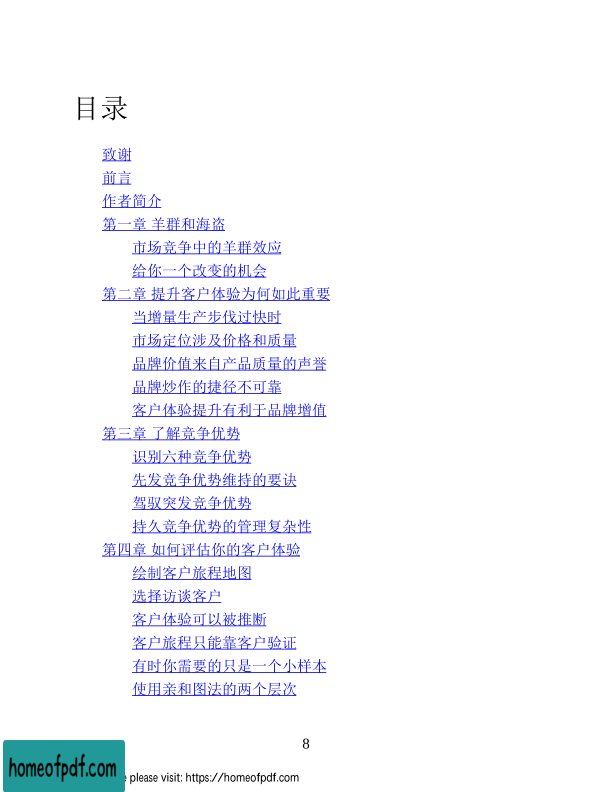 目录
致谢
前言
作者简介
第一章 羊群和海盗
市场竞争中的羊群效应
给你一个改变的机会
第二章 提升客户体验为何如此重要
当增量生产步伐过快时
市场定位涉及价格和质量
品牌价值来自产品质量的声誉
品牌炒作的捷径不可靠
客户体验提升有利于品牌增值
第三章 了解竞争优势
识别六种竞争优势
先发竞争优势维持的要诀
驾驭突发竞争优势
持久竞争优势的管理复杂性
第四章 如何评估你的客户体验
绘制客户旅程地图
选择访谈客户
客户体验可以被推断
客户旅程只能靠客户验证
有时你需要的只是一个小样本
使用亲和图法的两个层次
8
homeofpdf.com
please visit: https://homeofpdf.com